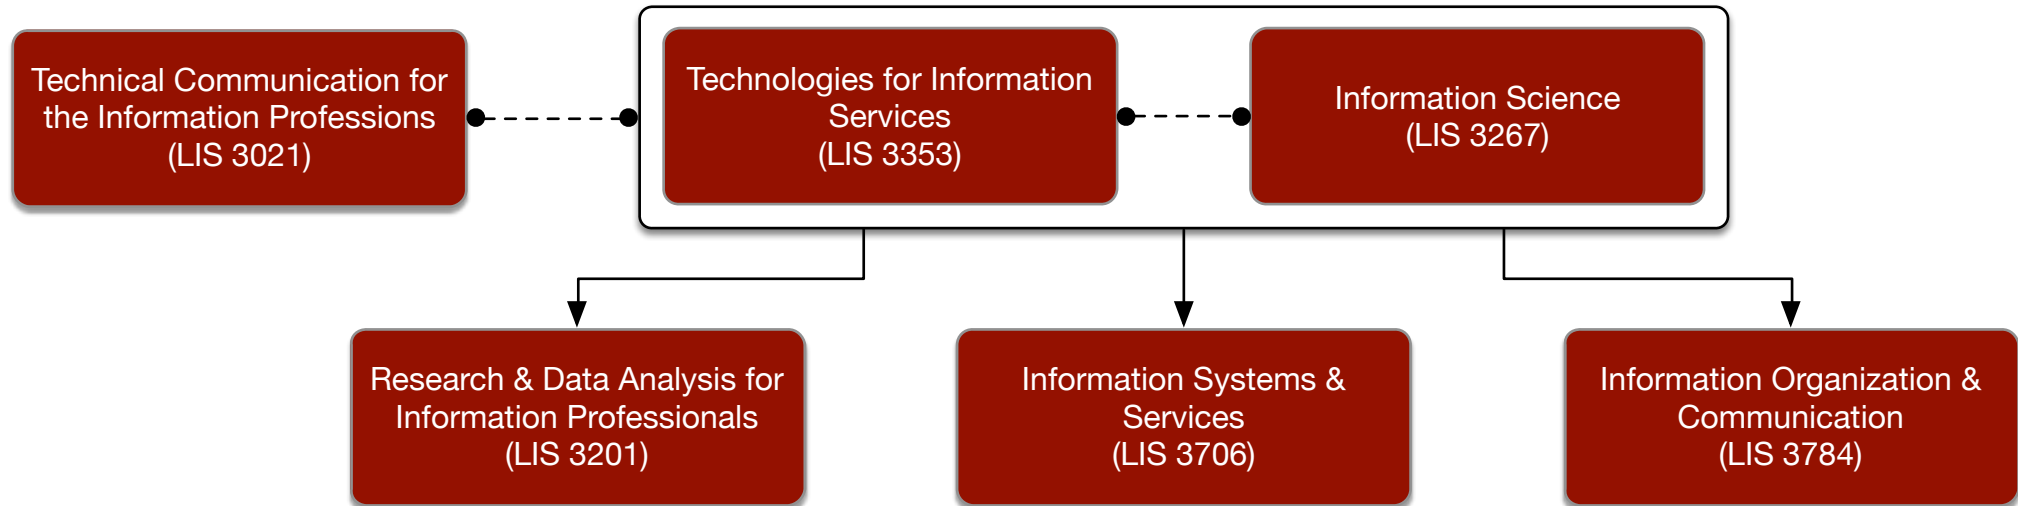 Technical Communication for
the Information Professions
(LIS 3021)
Technologies for Information
Services
(LIS 3353)
Information Science
(LIS 3267)
Research & Data Analysis for
Information Professionals
(LIS 3201)
Information Systems &
Services
(LIS 3706)
Information Organization &
Communication
(LIS 3784)